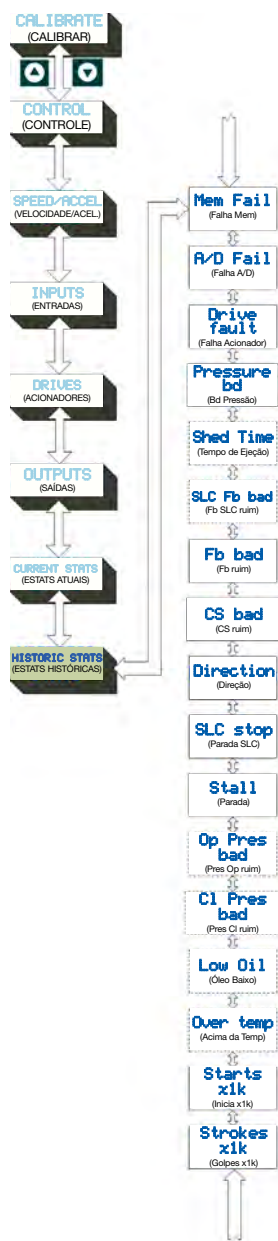 CALIBRATE
(CALIBRAR)
CONTROL
(CONTROLE)
SPEED/ACCEL
(VELOCIDADE/ACEL.)
INPUTS
(ENTRADAS)
DRIVES
(ACIONADORES)
OUTPUTS
(SAÍDAS)
CURRENT STATS
(ESTATS ATUAIS)
HISTORIC STATS
(ESTATS HISTÓRICAS)
Mem Fail
(Falha Mem)
A/D Fail
(Falha A/D)
Drive
fault
(Falha Acionador)
Pressure
bd
(Bd Pressão)
Shed Time
(Tempo de Ejeção)
SLC Fb bad
(Fb SLC ruim)
Fb bad
(Fb ruim)
CS bad
(CS ruim)
Direction
(Direção)
SLC stop
(Parada SLC)
Stall
(Parada)
Op Pres
bad
(Pres Op ruim)
Cl Pres
bad
(Pres Cl ruim)
Low Oil
(Óleo Baixo)
Over temp
(Acima da Temp)
Starts
x1k
(Inicia x1k)
Strokes
x1k
(Golpes x1k)